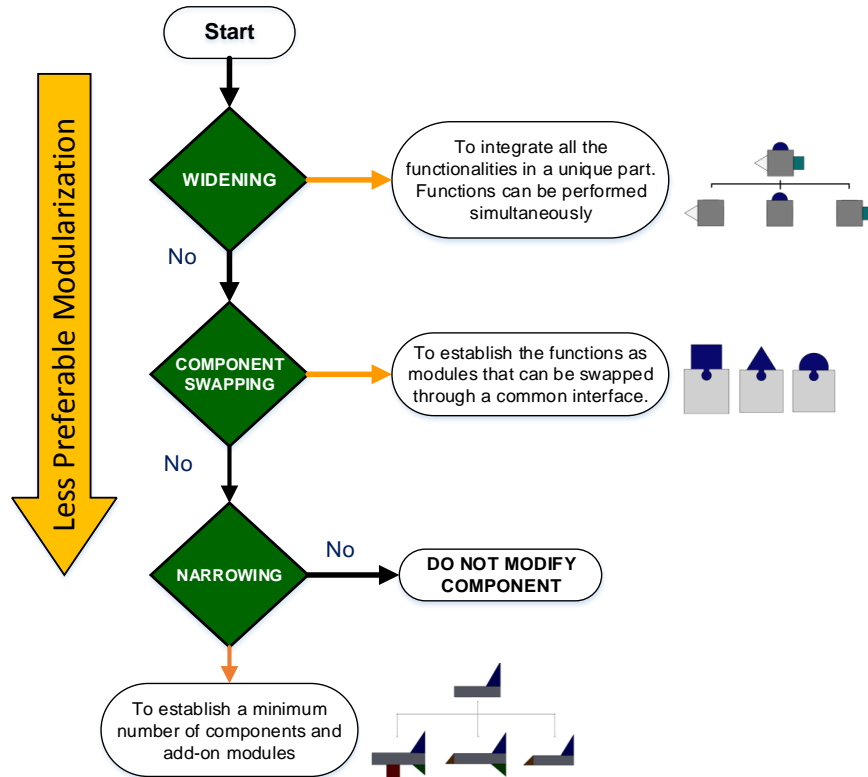 Start
Less Preferable Modularization
WIDENING
To integrate all the
functionalities in a unique part.
Functions can be performed
simultaneously
No
COMPONENT
SWAPPING
To establish the functions as
modules that can be swapped
through a common interface.
No
NARROWING
No
DO NOT MODIFY
COMPONENT
To establish a minimum
number of components and
add-on modules